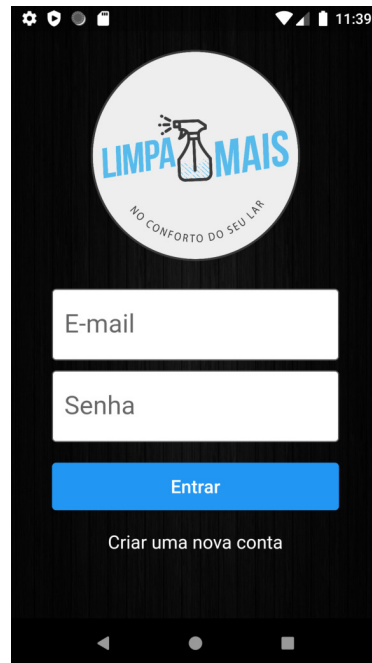 11:39
LIMPA MAIS
NO CONFORTO DO SEU LAR
E-mail
Senha
Entrar
Criar uma nova conta